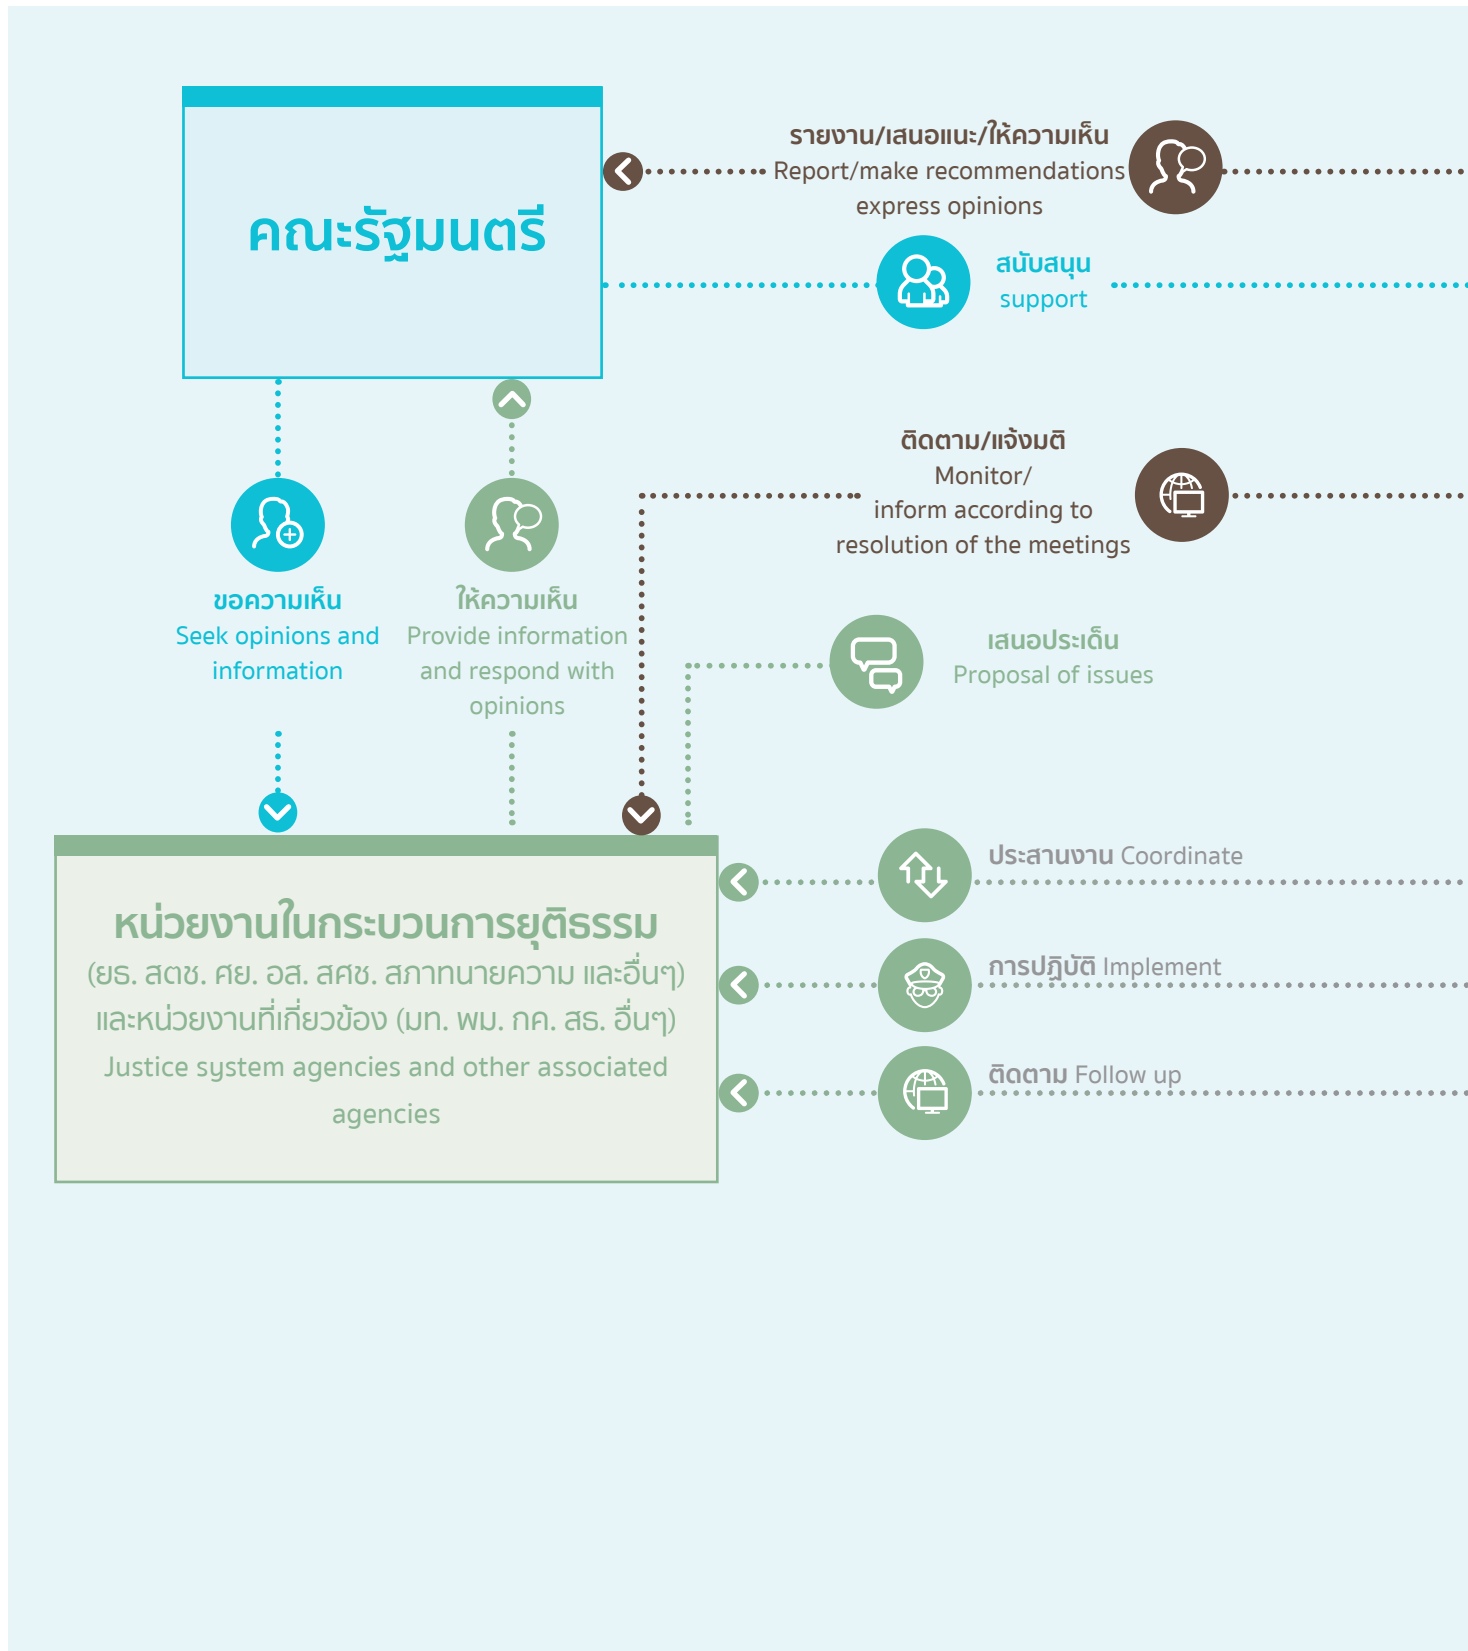 คณะรัฐมนตรี
รายงาน/เสนอแนะ/ให้ความเห็น
Report/make recommendations
express opinions
สนับสนุน
support
ติดตาม/แจ้งมติ
Monitor/
inform according to
resolution of the meetings
ขอความเห็น
Seek opinions and
information
ให้ความเห็น
Provide information
and respond with
opinions
เสนอประเด็น
Proposal of issues
หน่วยงานในกระบวนการยุติธรรม
(ยธ. สตช. ศย. อส. สศช. สภาทนายความ และอื่นๆ)
และหน่วยงานที่เกี่ยวข้อง (มท. พม. กค. สธ. อื่นๆ)
Justice system agencies and other associated
agencies
ประสานงาน Coordinate
การปฏิบัติ Implement
ติดตาม Follow up